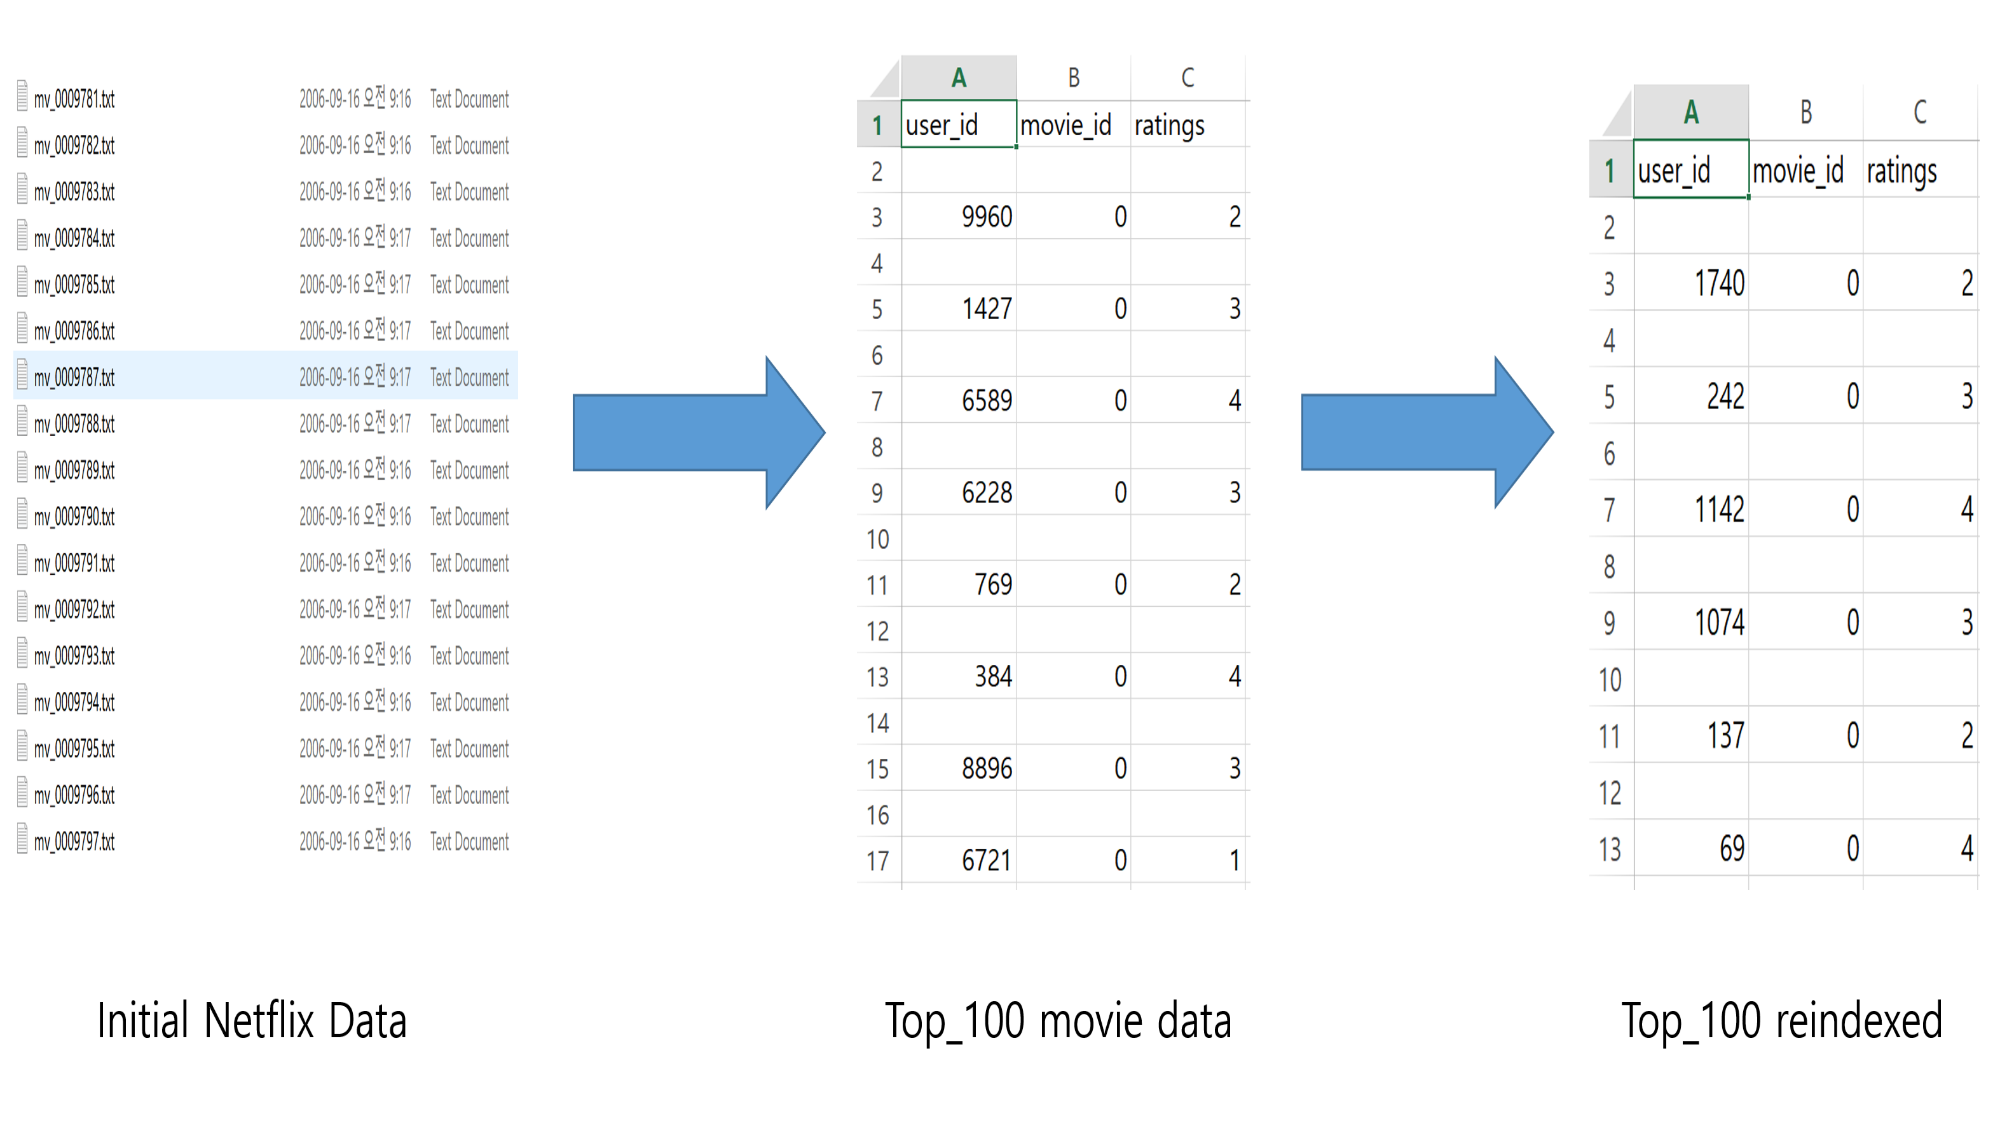 mv_0009781.txt 2006-09-16 오전 9:16 Text Document
mv_0009782.txt 2006-09-16 오전 9:16 Text Document
mv_0009783.txt 2006-09-16 오전 9:16 Text Document
mv_0009784.txt 2006-09-16 오전 9:17 Text Document
mv_0009785.txt 2006-09-16 오전 9:17 Text Document
mv_0009786.txt 2006-09-16 오전 9:17 Text Document
mv_0009787.txt 2006-09-16 오전 9:17 Text Document
mv_0009788.txt 2006-09-16 오전 9:17 Text Document
mv_0009789.txt 2006-09-16 오전 9:16 Text Document
mv_0009790.txt 2006-09-16 오전 9:16 Text Document
mv_0009791.txt 2006-09-16 오전 9:16 Text Document
mv_0009792.txt 2006-09-16 오전 9:17 Text Document
mv_0009793.txt 2006-09-16 오전 9:16 Text Document
mv_0009794.txt 2006-09-16 오전 9:16 Text Document
mv_0009795.txt 2006-09-16 오전 9:17 Text Document
mv_0009796.txt 2006-09-16 오전 9:17 Text Document
mv_0009797.txt 2006-09-16 오전 9:16 Text Document
Initial Netflix Data
A B C
1 user_id movie_id ratings
2
3 9960 0 2
4
5 1427 0 3
6
7 6589 0 4
8
9 6228 0 3
10
11 769 0 2
12
13 384 0 4
14
15 8896 0 3
16
17 6721 0 1
Top_100 movie data
A B C
1 user_id movie_id ratings
2
3 1740 0 2
4
5 242 0 3
6
7 1142 0 4
8
9 1074 0 3
10
11 137 0 2
12
13 69 0 4
Top_100 reindexed